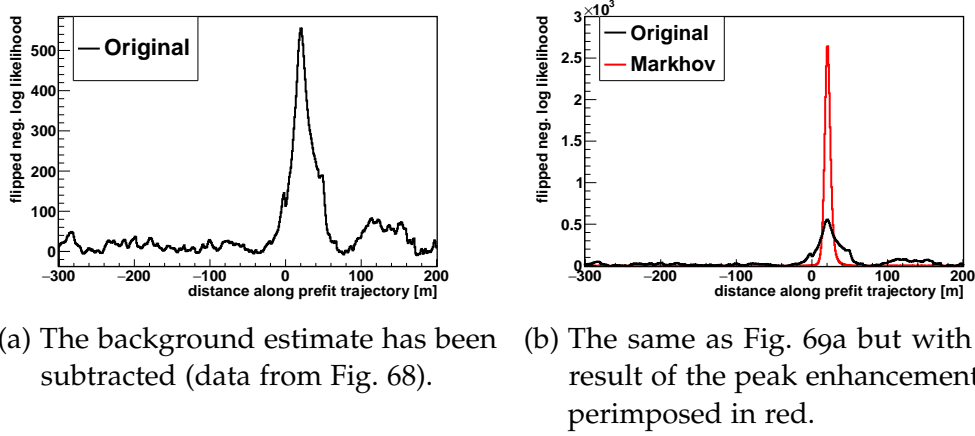 Original
flipped neg. log likelihood
500
400
300
200
100
0
−300 −200 −100 0 100 200
distance along prefit trajectory [m]
×10³
Original
Markhov
flipped neg. log likelihood
3
2.5
2
1.5
1
0.5
0
−300 −200 −100 0 100 200
distance along prefit trajectory [m]
a) The background estimate has been
subtracted (data from Fig. 68).
(b) The same as Fig. 69a but with
result of the peak enhancement
perimposed in red.